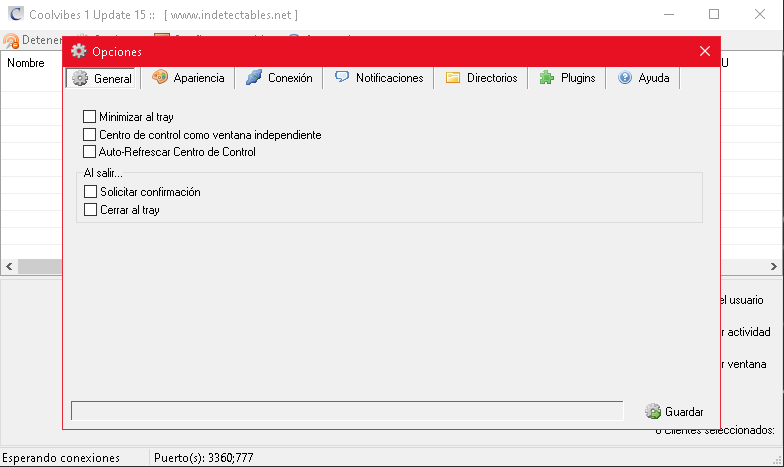 Coolvibes 1 Update 15 :: [ www.indetectables.net ]
Detener
Opciones
Nombre
U
General Apariencia Conexión Notificaciones Directorios Plugins Ayuda
Minimizar al tray
Centro de control como ventana independiente
Auto-Refrescar Centro de Control
Al salir...
Solicitar confirmación
Cerrar al tray
el usuario
r actividad
r ventana
Guardar
0 Clientes seleccionados:
Esperando conexiones Puerto(s): 3360;777